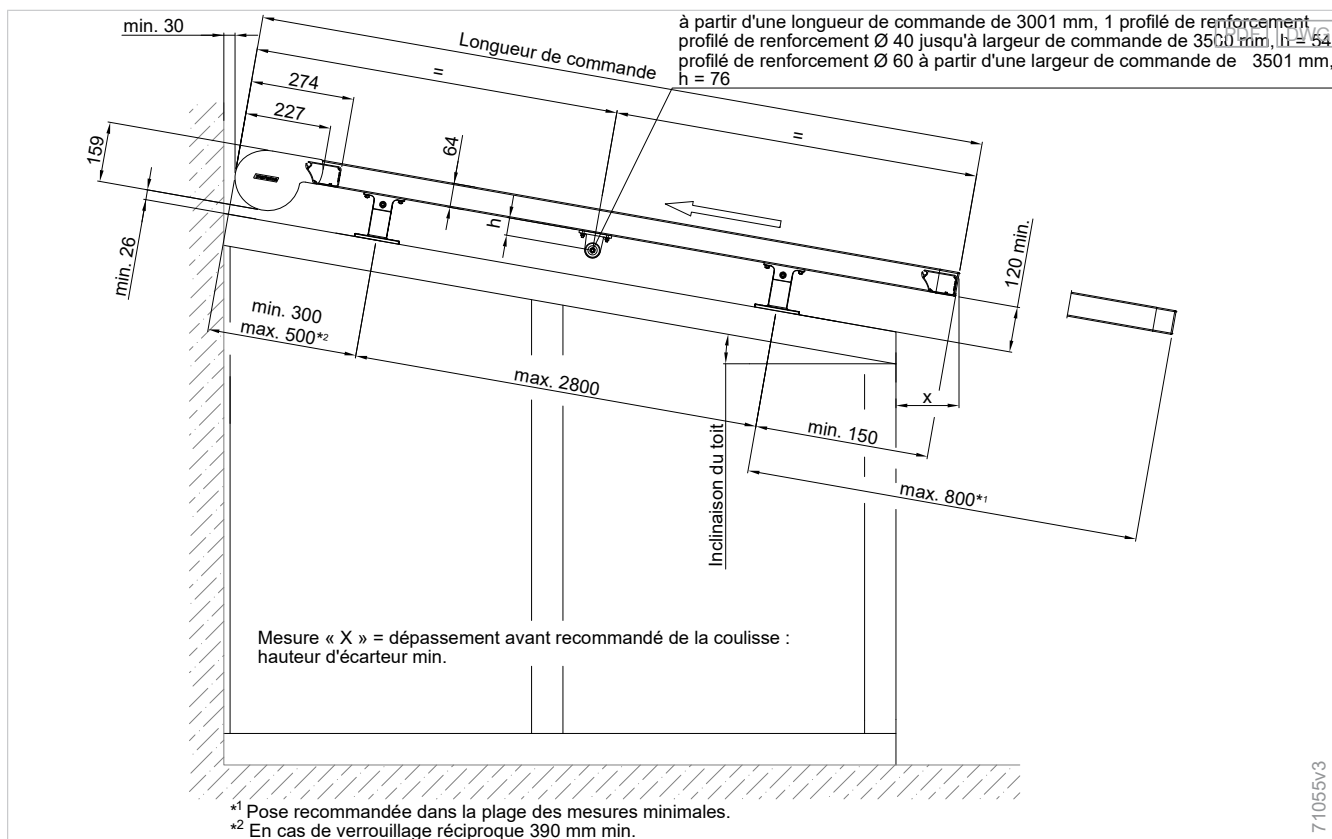 min. 30
à partir d'une longueur de commande de 3001 mm, 1 profilé de renforcement
profilé de renforcement Ø 40 jusqu'à largeur de commande de 3500 mm, h = 54
profilé de renforcement Ø 60 à partir d'une largeur de commande de 3501 mm,
h = 76
PDF DWG
Longueur de commande
=
=
274
227
64
159
h
min. 26
120 min.
min. 300
max. 500*2
max. 2800
x
min. 150
max. 800*1
Inclinaison du toit
Mesure « X » = dépassement avant recommandé de la coulisse :
hauteur d'écarteur min.
*1 Pose recommandée dans la plage des mesures minimales.
*2 En cas de verrouillage réciproque 390 mm min.
71055v3